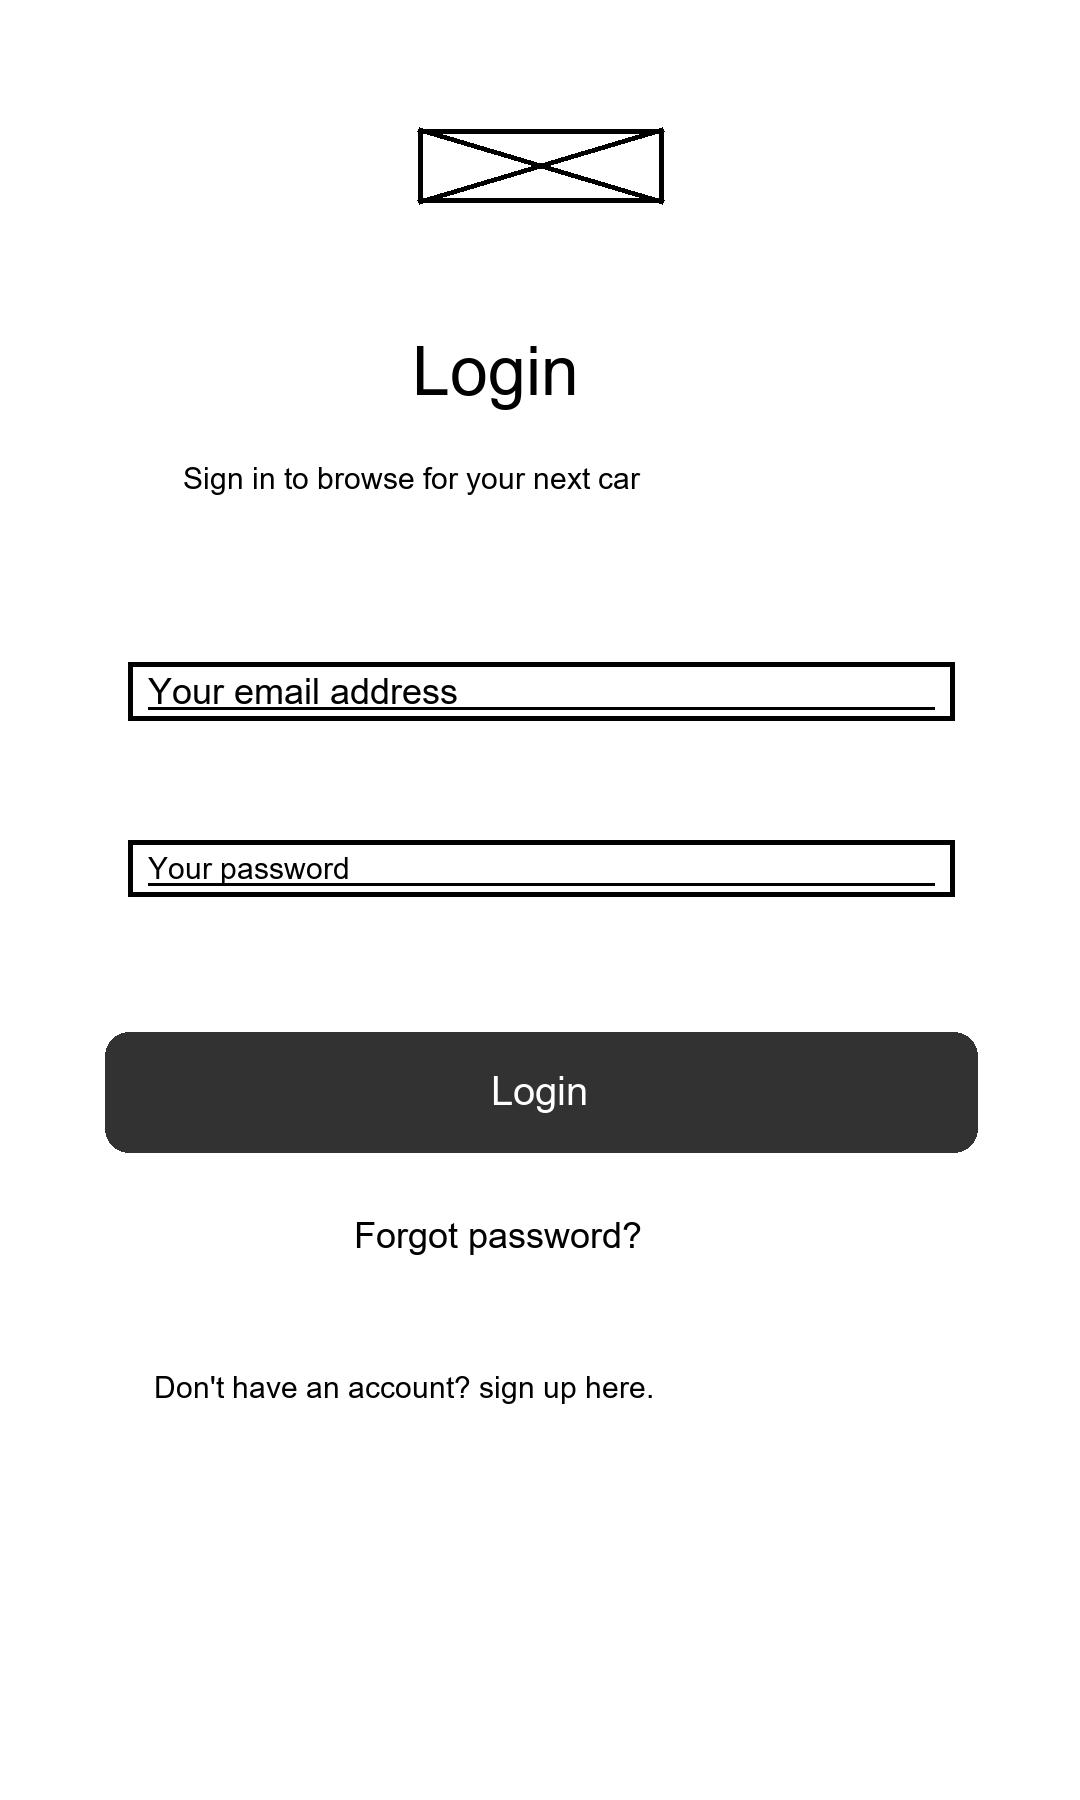 Login
Sign in to browse for your next car
Your email address
Your password
Login
Forgot password?
Don't have an account? sign up here.